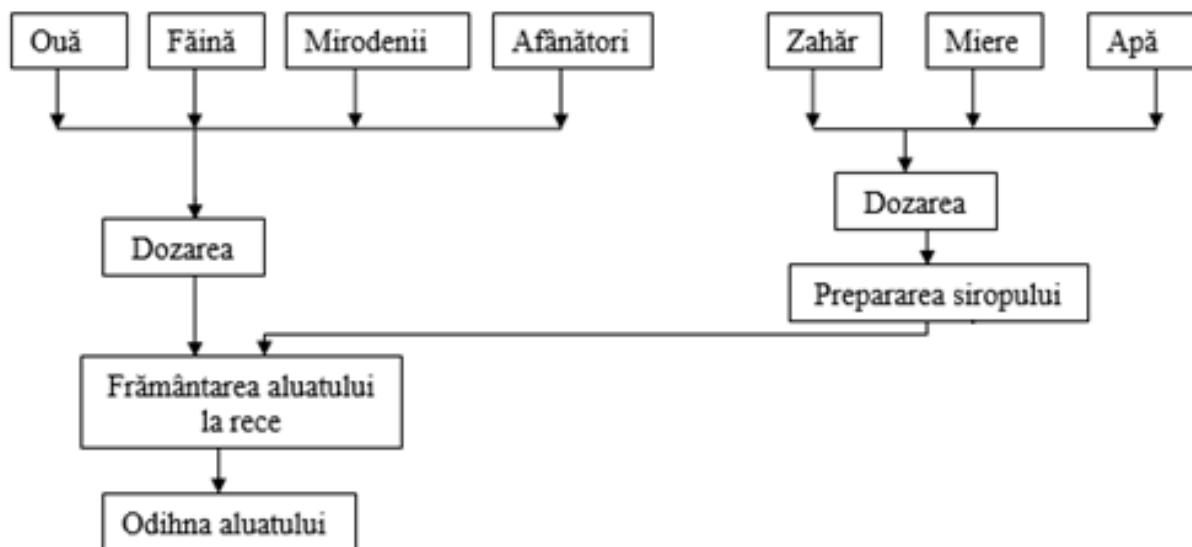 Ouă
Făină
Mirodenii
Afânători
Zahăr
Miere
Apă
Dozarea
Dozarea
Prepararea siropului
Frământarea aluatului
la rece
Odihna aluatului